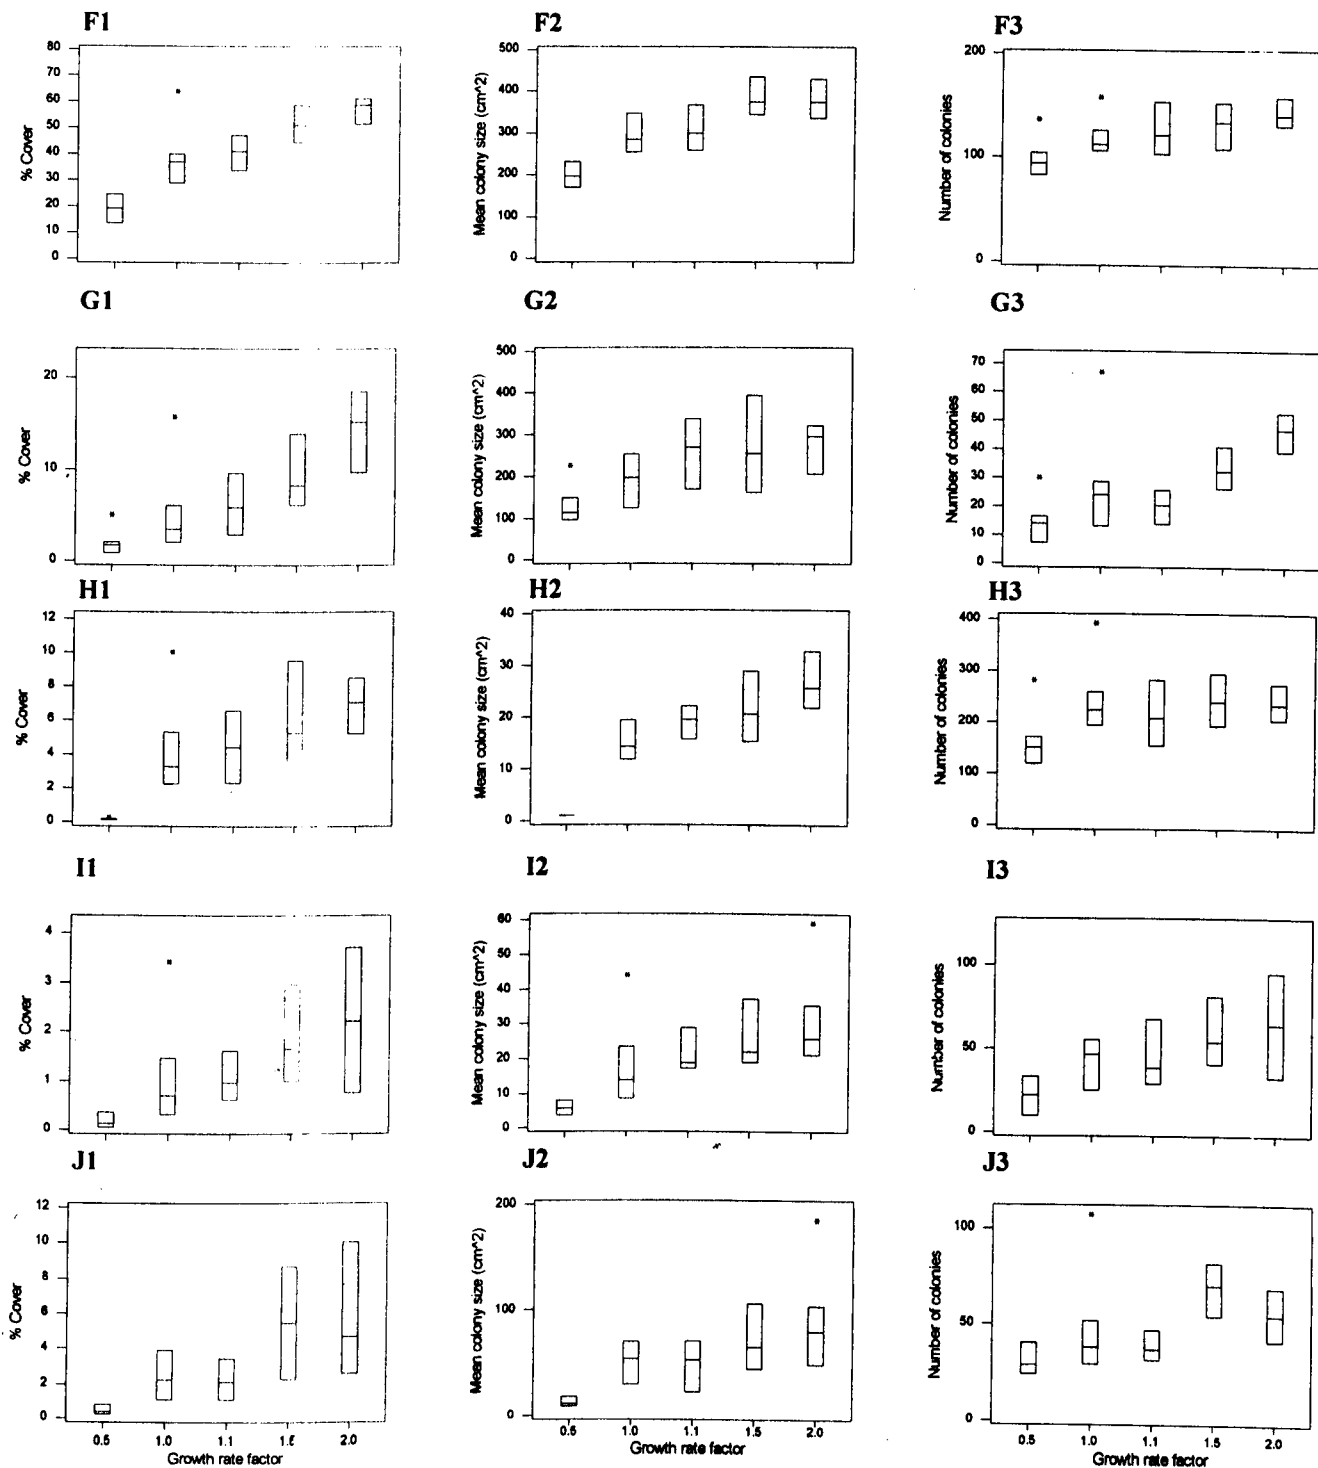 F1
F2
F3
80
70
60
50
40
30
20
10
0
% Cover
500
400
300
200
100
0
Mean colony size (cm^2)
200
100
0
Number of colonies
G1
G2
G3
20
10
0
% Cover
500
400
300
200
100
0
Mean colony size (cm^2)
70
60
50
40
30
20
10
0
Number of colonies
H1
H2
H3
12
10
8
6
4
2
0
% Cover
40
30
20
10
0
Mean colony size (cm^2)
400
300
200
100
0
Number of colonies
I1
I2
I3
4
3
2
1
0
% Cover
60
50
40
30
20
10
0
Mean colony size (cm^2)
100
50
0
Number of colonies
J1
J2
J3
12
10
8
6
4
2
0
% Cover
200
100
0
Mean colony size (cm^2)
100
50
0
Number of colonies
0.5 1.0 1.1 2.0
Growth rate factor
0.5 1.0 1.1 1.5 2.0
Growth rate factor
0.5 1.0 1.1 1.5 2.0
Growth rate factor